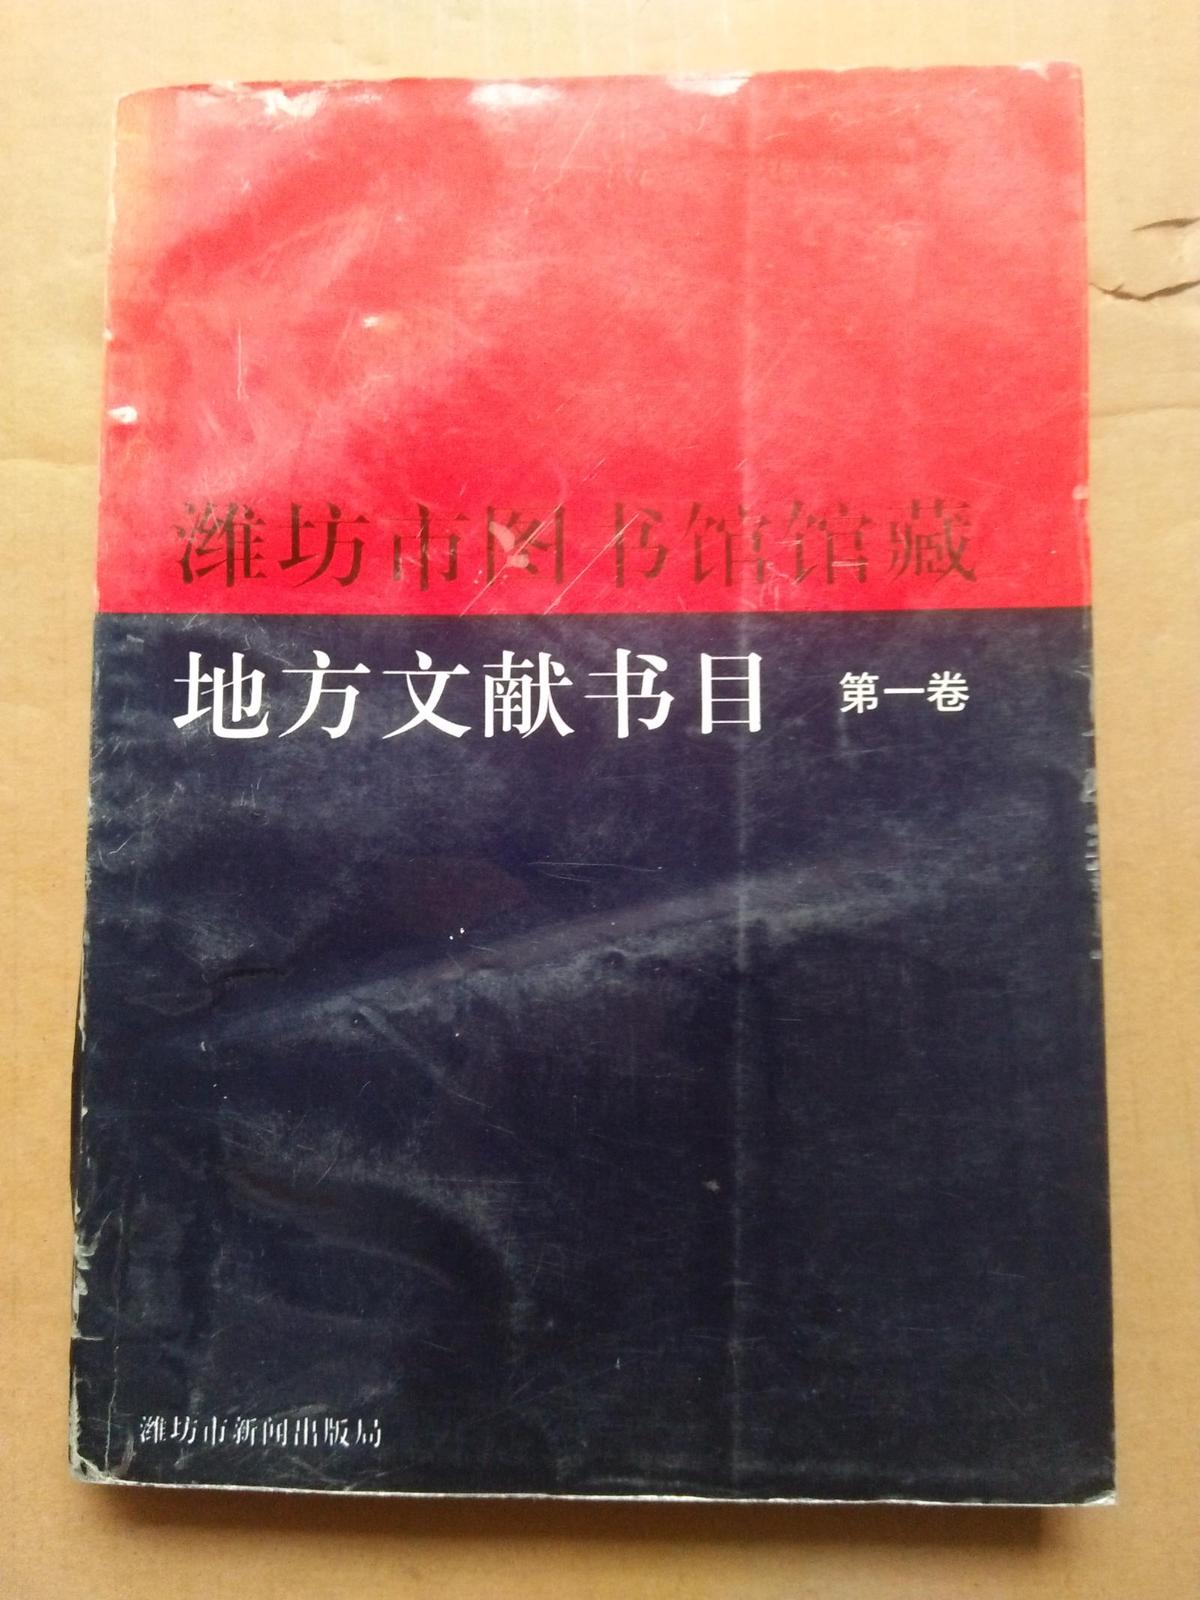 潍坊市图书馆馆藏
地方文献书目 第一卷
潍坊市新闻出版局